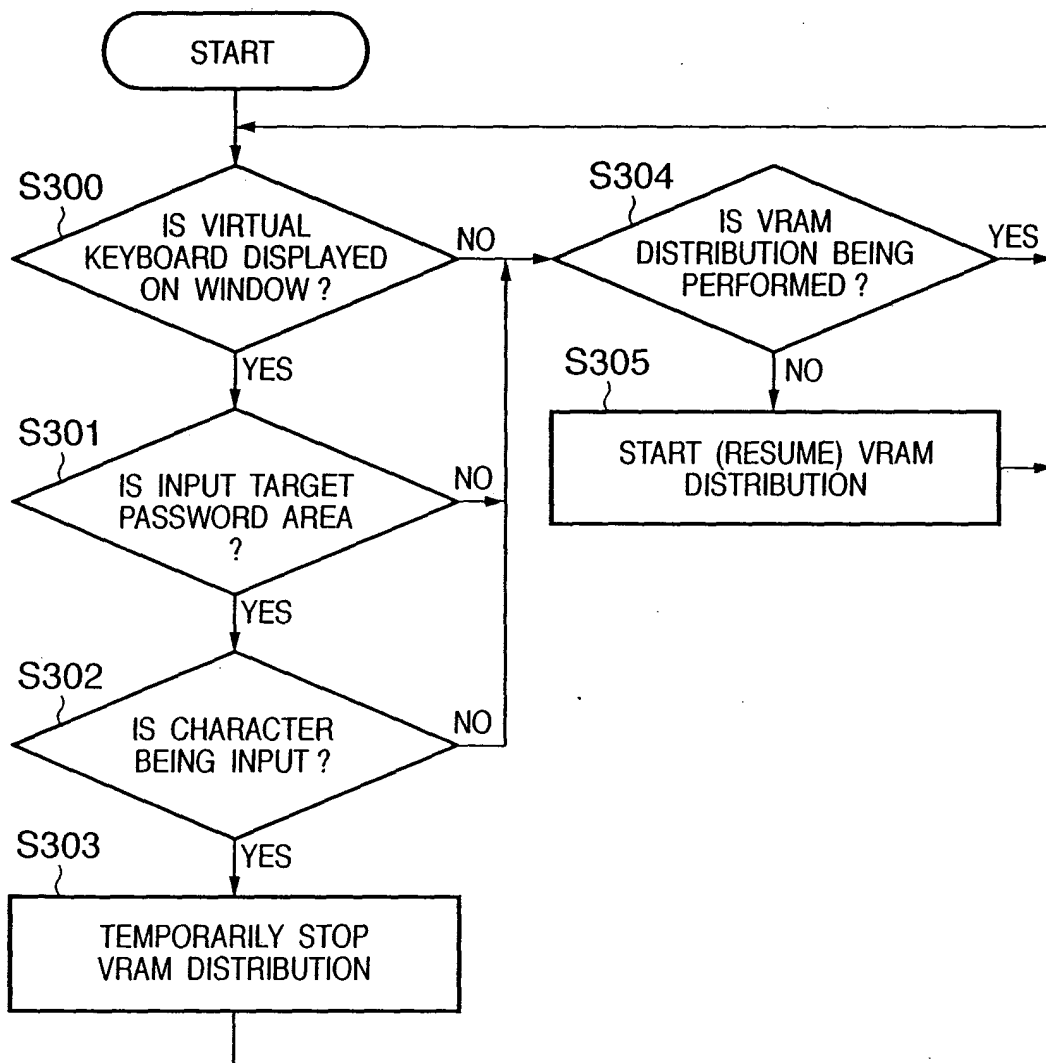 START
S300
IS VIRTUAL
KEYBOARD DISPLAYED
ON WINDOW ?
NO
YES
S304
IS VRAM
DISTRIBUTION BEING
PERFORMED ?
YES
NO
S301
IS INPUT TARGET
PASSWORD AREA
?
NO
YES
S305
START (RESUME) VRAM
DISTRIBUTION
S302
IS CHARACTER
BEING INPUT ?
NO
YES
S303
TEMPORARILY STOP
VRAM DISTRIBUTION